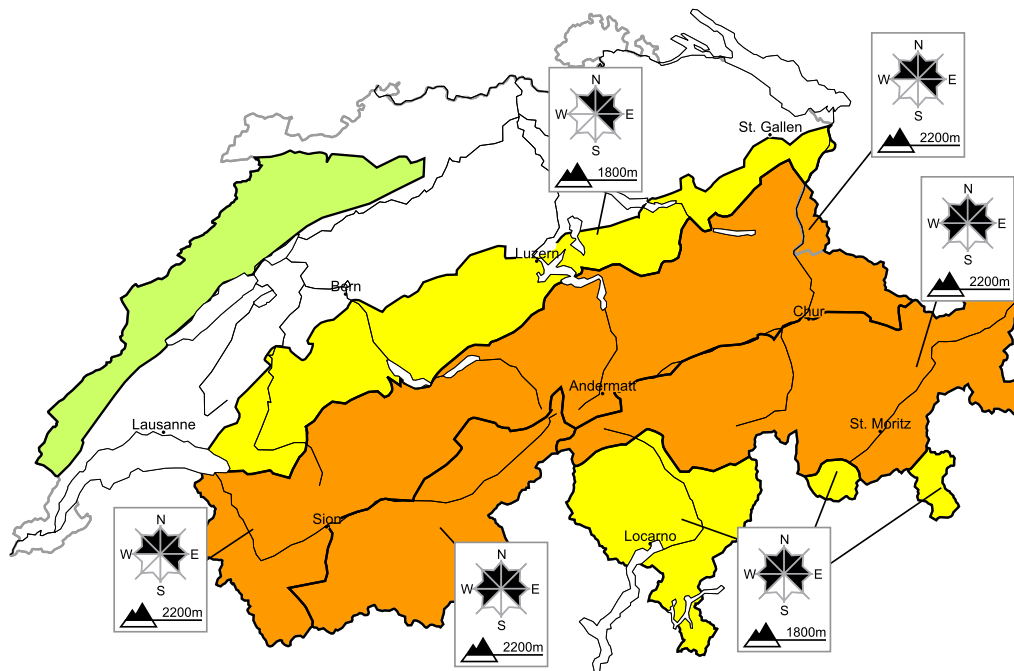 N
W E
S
2200m
N
W E
S
1800m
St. Gallen
N
W E
S
2200m
Luzern
Bern
Chur
Andermatt
Lausanne
St. Moritz
Sion
Locarno
N
W E
S
2200m
N
W E
S
2200m
N
W E
S
1800m